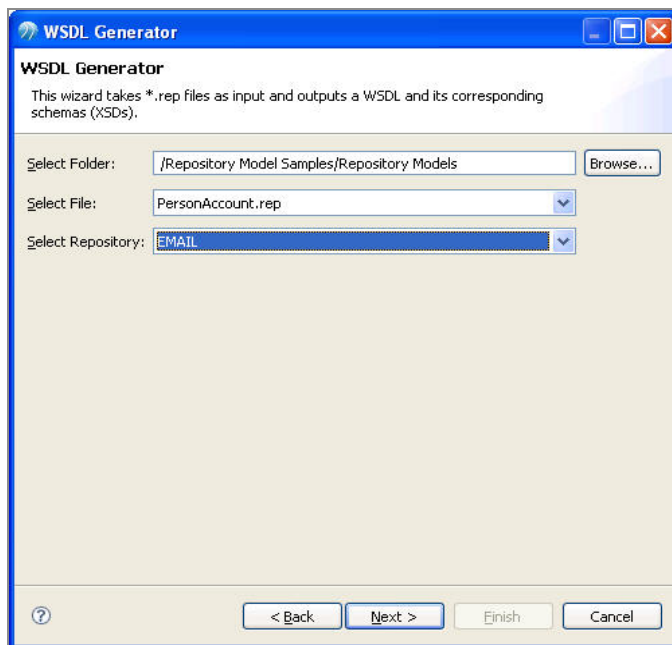 WSDL Generator
WSDL Generator
This wizard takes *.rep files as input and outputs a WSDL and its corresponding
schemas (XSDs).
Select Folder: /Repository Model Samples/Repository Models Browse...
Select File: PersonAccount.rep
Select Repository: EMAIL
? < Back Next > Finish Cancel